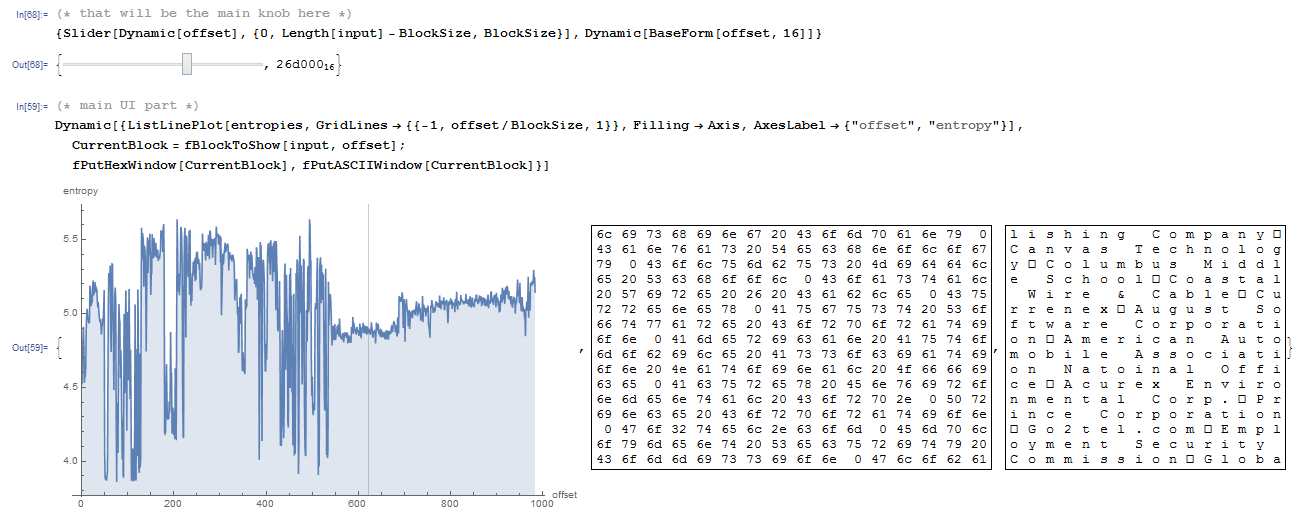 In[68]:= (* that will be the main knob here *)
{Slider[Dynamic[offset], {0, Length[input] - BlockSize, BlockSize}], Dynamic[BaseForm[offset, 16]]}
Out[68]= { , 26d000₁₆}
In[59]:= (* main UI part *)
Dynamic[{ListLinePlot[entropies, GridLines → {{-1, offset / BlockSize, 1}}, Filling → Axis, AxesLabel → {"offset", "entropy"}],
CurrentBlock = fBlockToShow[input, offset];
fPutHexWindow[CurrentBlock], fPutASCIIWindow[CurrentBlock]}]
Out[59]= {
entropy
5.5
5.0
4.5
4.0
0 200 400 600 800 1000
offset
,
6c 69 73 68 69 6e 67 20 43 6f 6d 70 61 6e 79 0
43 61 6e 76 61 73 20 54 65 63 68 6e 6f 6c 6f 67
79 0 43 6f 6c 75 6d 62 75 73 20 4d 69 64 64 6c
65 20 53 63 68 6f 6f 6c 0 43 6f 61 73 74 61 6c
20 57 69 72 65 20 26 20 43 61 62 6c 65 0 43 75
72 72 65 6e 65 78 0 41 75 67 75 73 74 20 53 6f
66 74 77 61 72 65 20 43 6f 72 70 6f 72 61 74 69
6f 6e 0 41 6d 65 72 69 63 61 6e 20 41 75 74 6f
6d 6f 62 69 6c 65 20 41 73 73 6f 63 69 61 74 69
6f 6e 20 4e 61 74 6f 69 6e 61 6c 20 4f 66 66 69
63 65 0 41 63 75 72 65 78 20 45 6e 76 69 72 6f
6e 6d 65 6e 74 61 6c 20 43 6f 72 70 2e 0 50 72
69 6e 63 65 20 43 6f 72 70 6f 72 61 74 69 6f 6e
0 47 6f 32 74 65 6c 2e 63 6f 6d 0 45 6d 70 6c
6f 79 6d 65 6e 74 20 53 65 63 75 72 69 74 79 20
43 6f 6d 6d 69 73 73 69 6f 6e 0 47 6c 6f 62 61
,
l i s h i n g   C o m p a n y □
C a n v a s   T e c h n o l o g
y □ C o l u m b u s   M i d d l
e   S c h o o l □ C o a s t a l
W i r e   &   C a b l e □ C u
r r e n e x □ A u g u s t   S o
f t w a r e   C o r p o r a t i
o n □ A m e r i c a n   A u t o
m o b i l e   A s s o c i a t i
o n   N a t o i n a l   O f f i
c e □ A c u r e x   E n v i r o
n m e n t a l   C o r p . □ P r
i n c e   C o r p o r a t i o n
□ G o 2 t e l . c o m □ E m p l
o y m e n t   S e c u r i t y
C o m m i s s i o n □ G l o b a
}